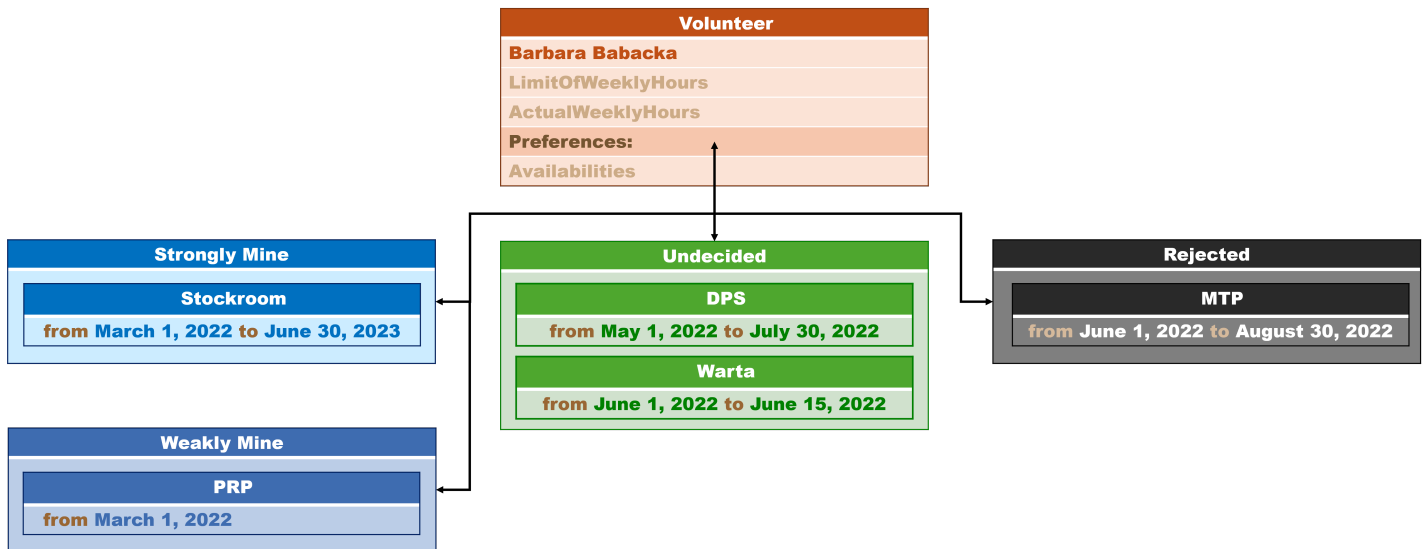 Volunteer
Barbara Babacka
LimitOfWeeklyHours
ActualWeeklyHours
Preferences:
Availabilities
Strongly Mine
Stockroom
from March 1, 2022 to June 30, 2023
Weakly Mine
PRP
from March 1, 2022
Undecided
DPS
from May 1, 2022 to July 30, 2022
Warta
from June 1, 2022 to June 15, 2022
Rejected
MTP
from June 1, 2022 to August 30, 2022